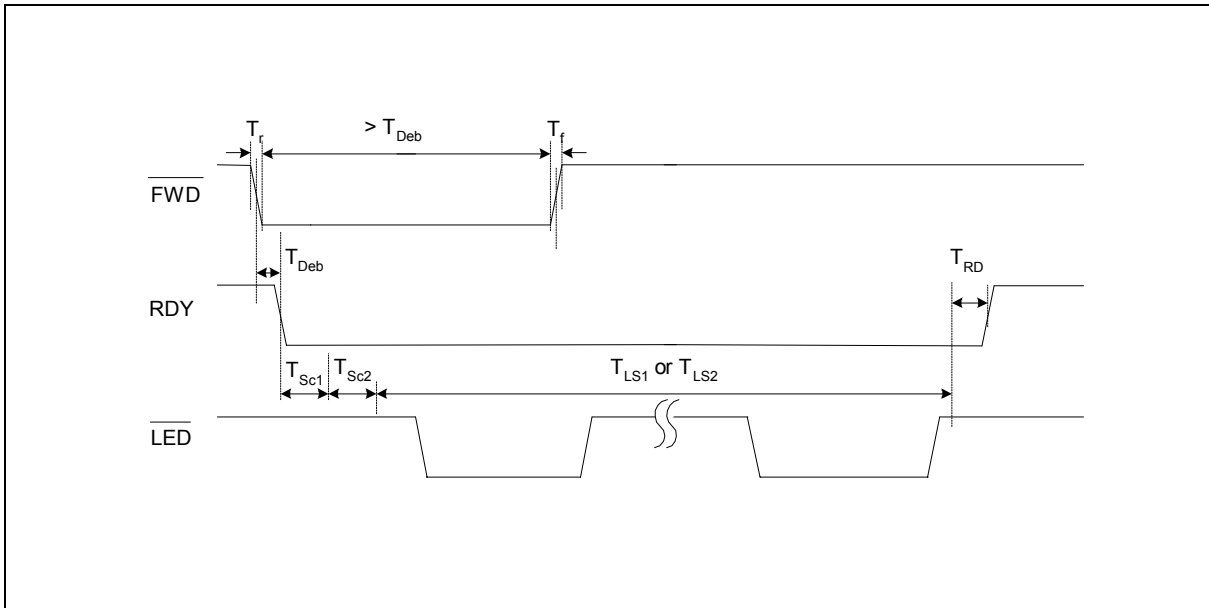 Tr
> TDeb
Tf
FWD
TDeb
TRD
RDY
TSc1
TSc2
TLS1 or TLS2
LED